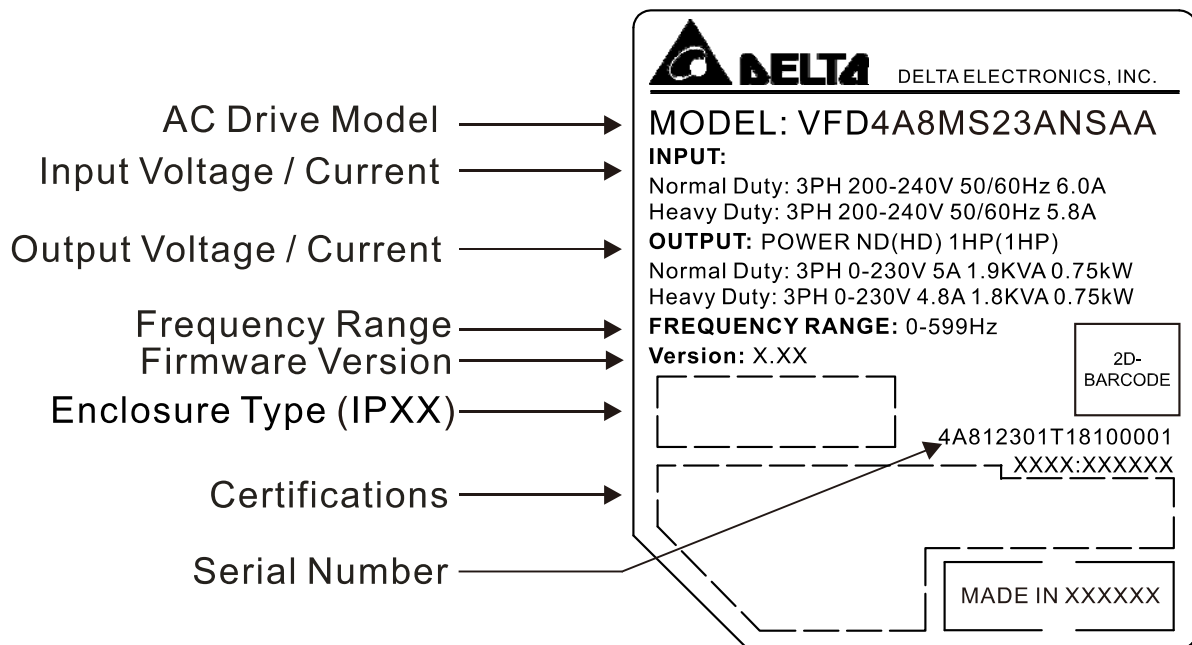 DELTA DELTA ELECTRONICS, INC.
AC Drive Model
MODEL: VFD4A8MS23ANSAA
Input Voltage / Current
INPUT:
Normal Duty: 3PH 200-240V 50/60Hz 6.0A
Heavy Duty: 3PH 200-240V 50/60Hz 5.8A
Output Voltage / Current
OUTPUT: POWER ND(HD) 1HP(1HP)
Normal Duty: 3PH 0-230V 5A 1.9KVA 0.75kW
Heavy Duty: 3PH 0-230V 4.8A 1.8KVA 0.75kW
Frequency Range
FREQUENCY RANGE: 0-599Hz
Firmware Version
Version: X.XX
2D-
BARCODE
Enclosure Type (IPXX)
4A812301T18100001
XXXX:XXXXXX
Certifications
Serial Number
MADE IN XXXXXX